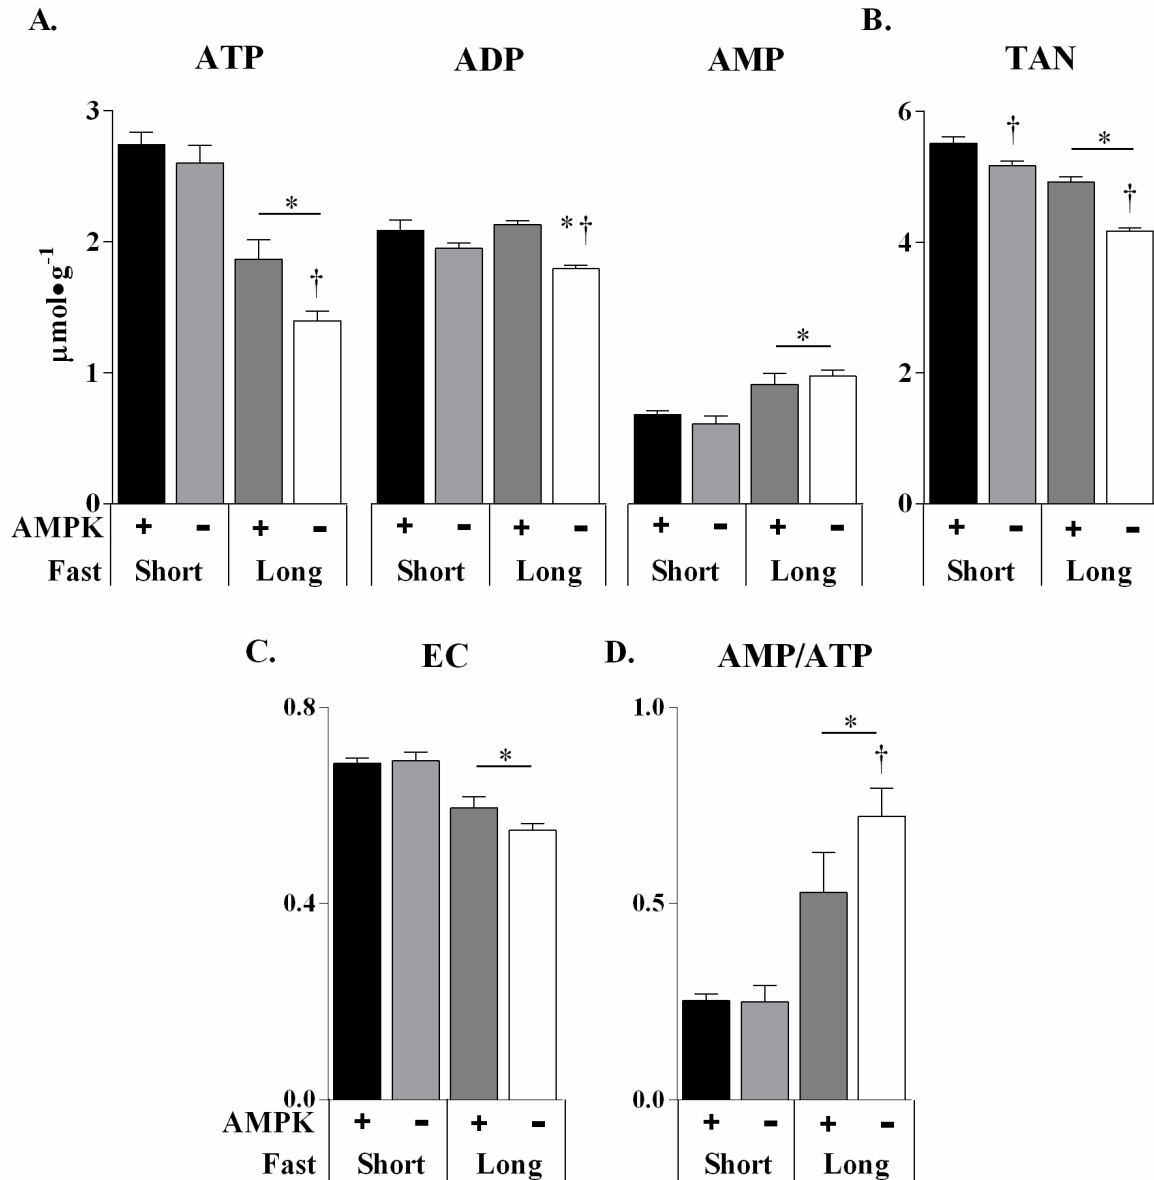 A. B.
ATP ADP AMP TAN
3 6
†
* *
* † †
2 4
†
*
μmol•g⁻¹
1 2
0 0
AMPK + - + - + - + - + - + - + - + -
Fast Short Long Short Long Short Long Short Long
C. EC D. AMP/ATP
0.8 1.0
*
* †
0.4 0.5
0.0 0.0
AMPK + - + - + - + -
Fast Short Long Short Long